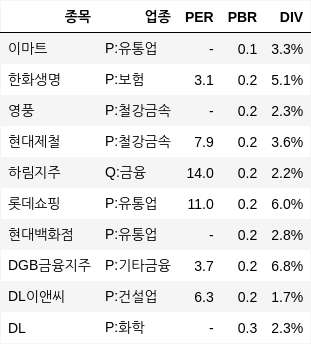 종목 업종 PER PBR DIV
이마트 P:유통업 - 0.1 3.3%
한화생명 P:보험 3.1 0.2 5.1%
영풍 P:철강금속 - 0.2 2.3%
현대제철 P:철강금속 7.9 0.2 3.6%
하림지주 Q:금융 14.0 0.2 2.2%
롯데쇼핑 P:유통업 11.0 0.2 6.0%
현대백화점 P:유통업 - 0.2 2.8%
DGB금융지주 P:기타금융 3.7 0.2 6.8%
DL이앤씨 P:건설업 6.3 0.2 1.7%
DL P:화학 - 0.3 2.3%